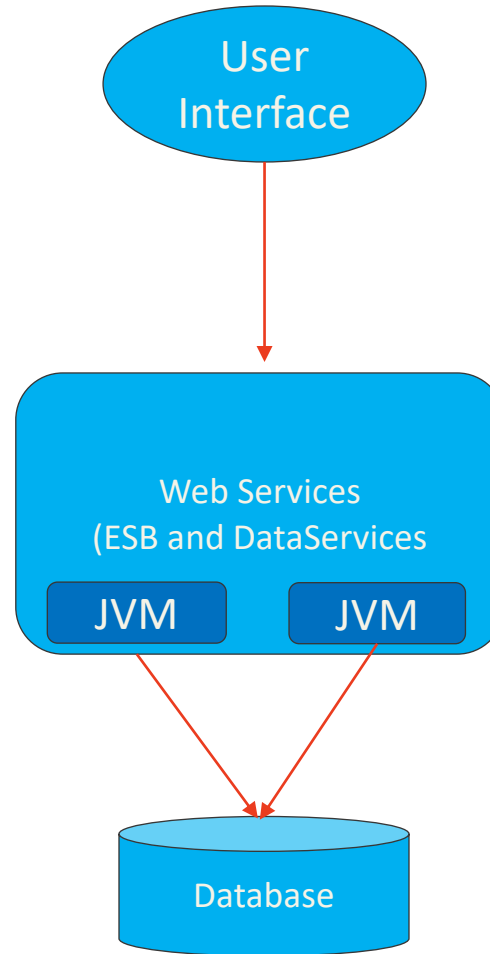 User
Interface
Web Services
(ESB and DataServices
JVM
JVM
Database